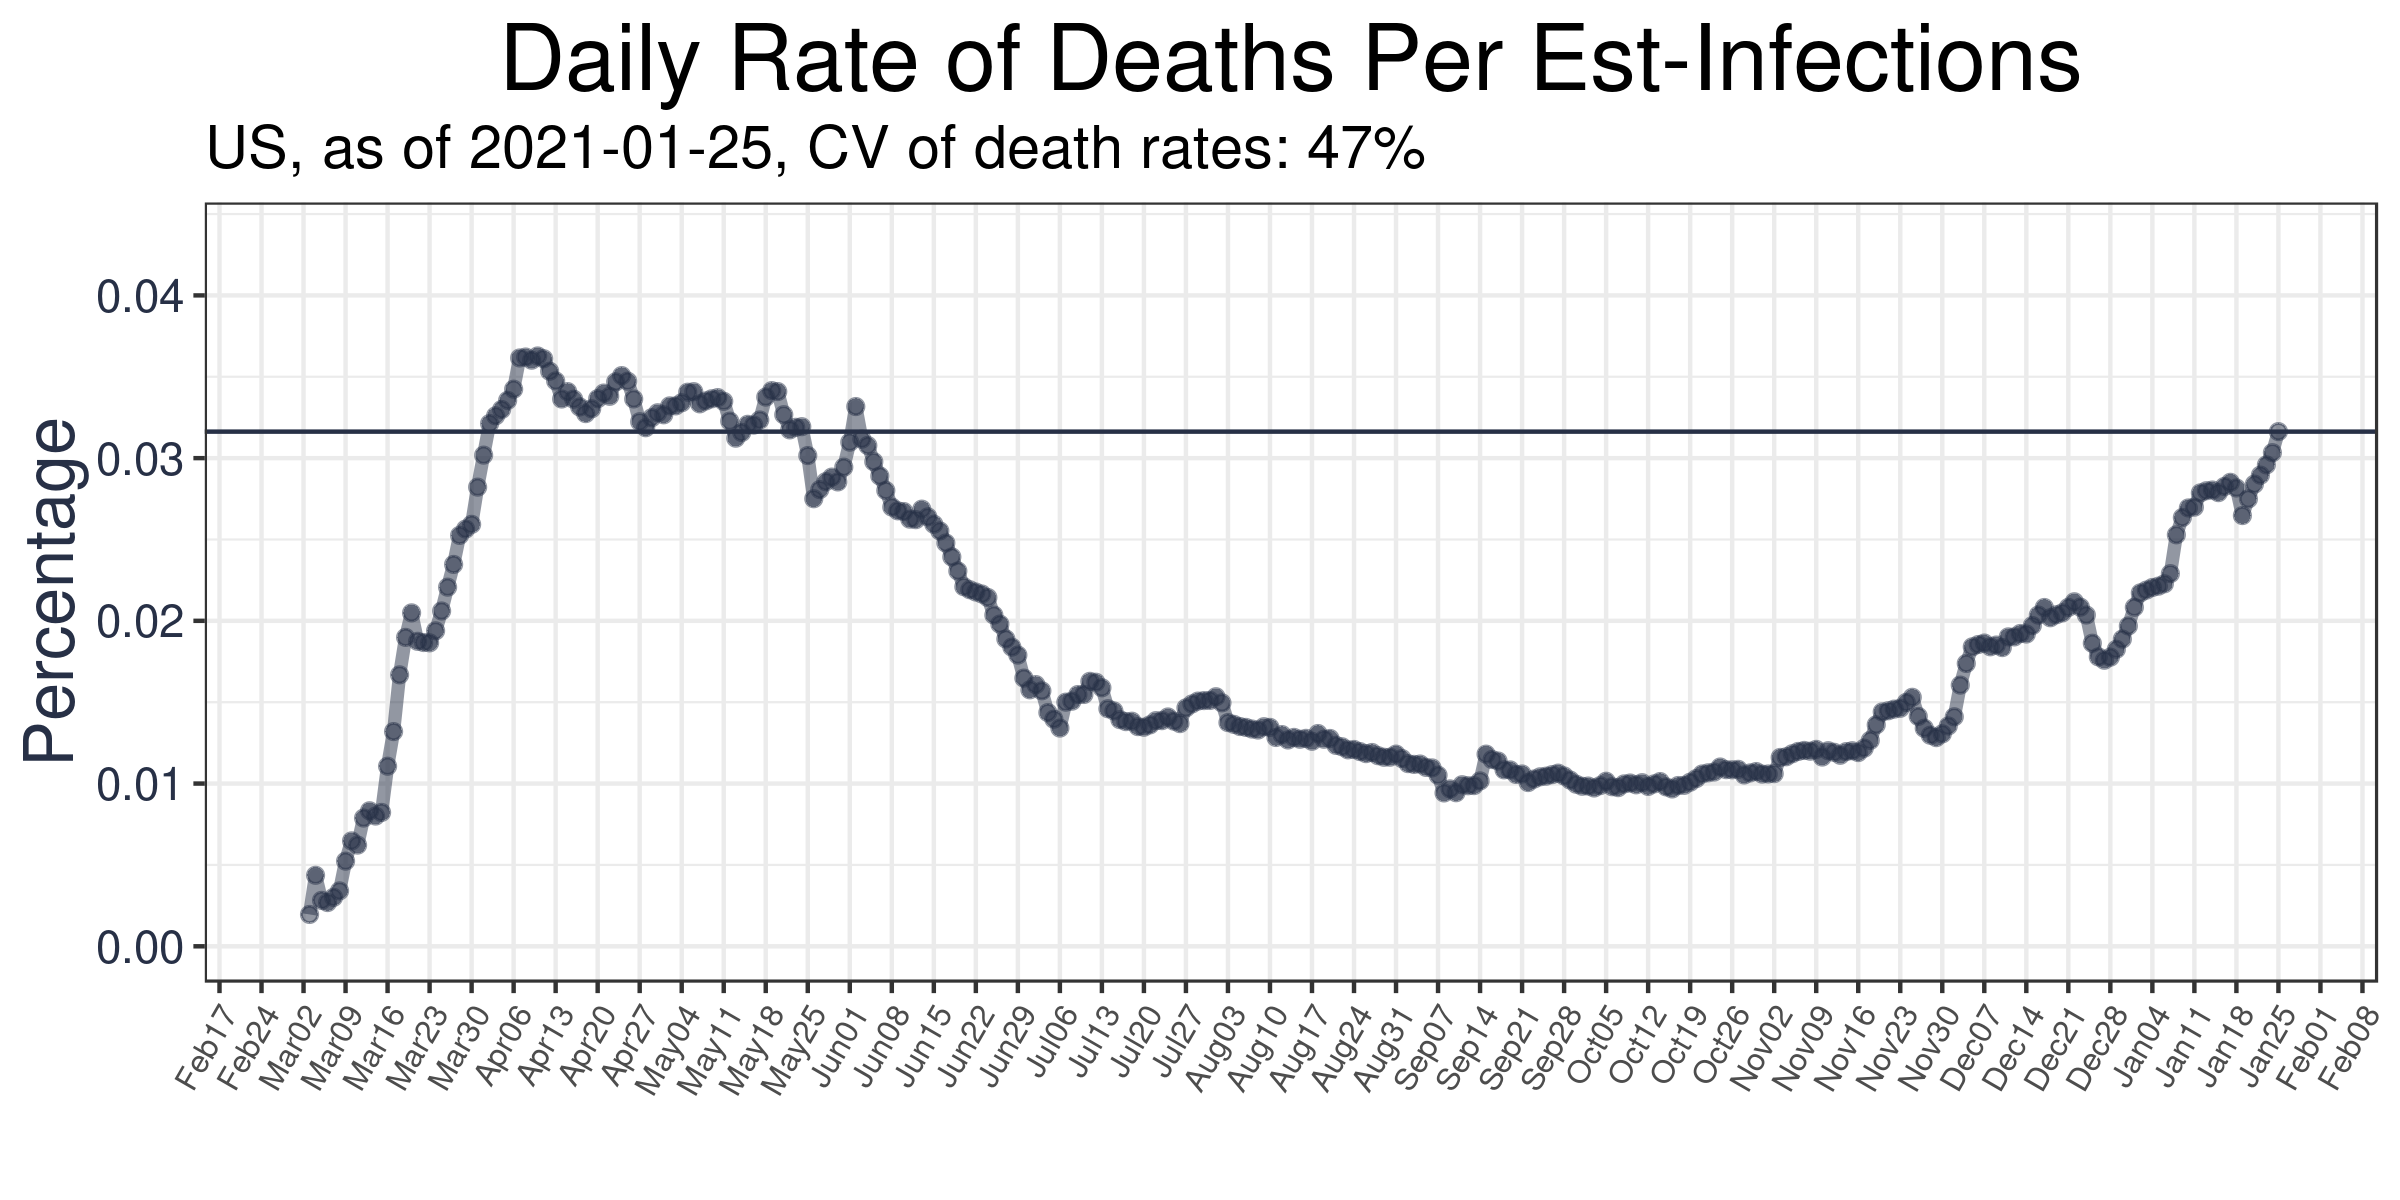 Daily Rate of Deaths Per Est-Infections
US, as of 2021-01-25, CV of death rates: 47%
Percentage
0.04
0.03
0.02
0.01
0.00
Feb17 Feb24 Mar02 Mar09 Mar16 Mar23 Mar30 Apr06 Apr13 Apr20 Apr27 May04 May11 May18 May25 Jun01 Jun08 Jun15 Jun22 Jun29 Jul06 Jul13 Jul20 Jul27 Aug03 Aug10 Aug17 Aug24 Aug31 Sep07 Sep14 Sep21 Sep28 Oct05 Oct12 Oct19 Oct26 Nov02 Nov09 Nov16 Nov23 Nov30 Dec07 Dec14 Dec21 Dec28 Jan04 Jan11 Jan18 Jan25 Feb01 Feb08